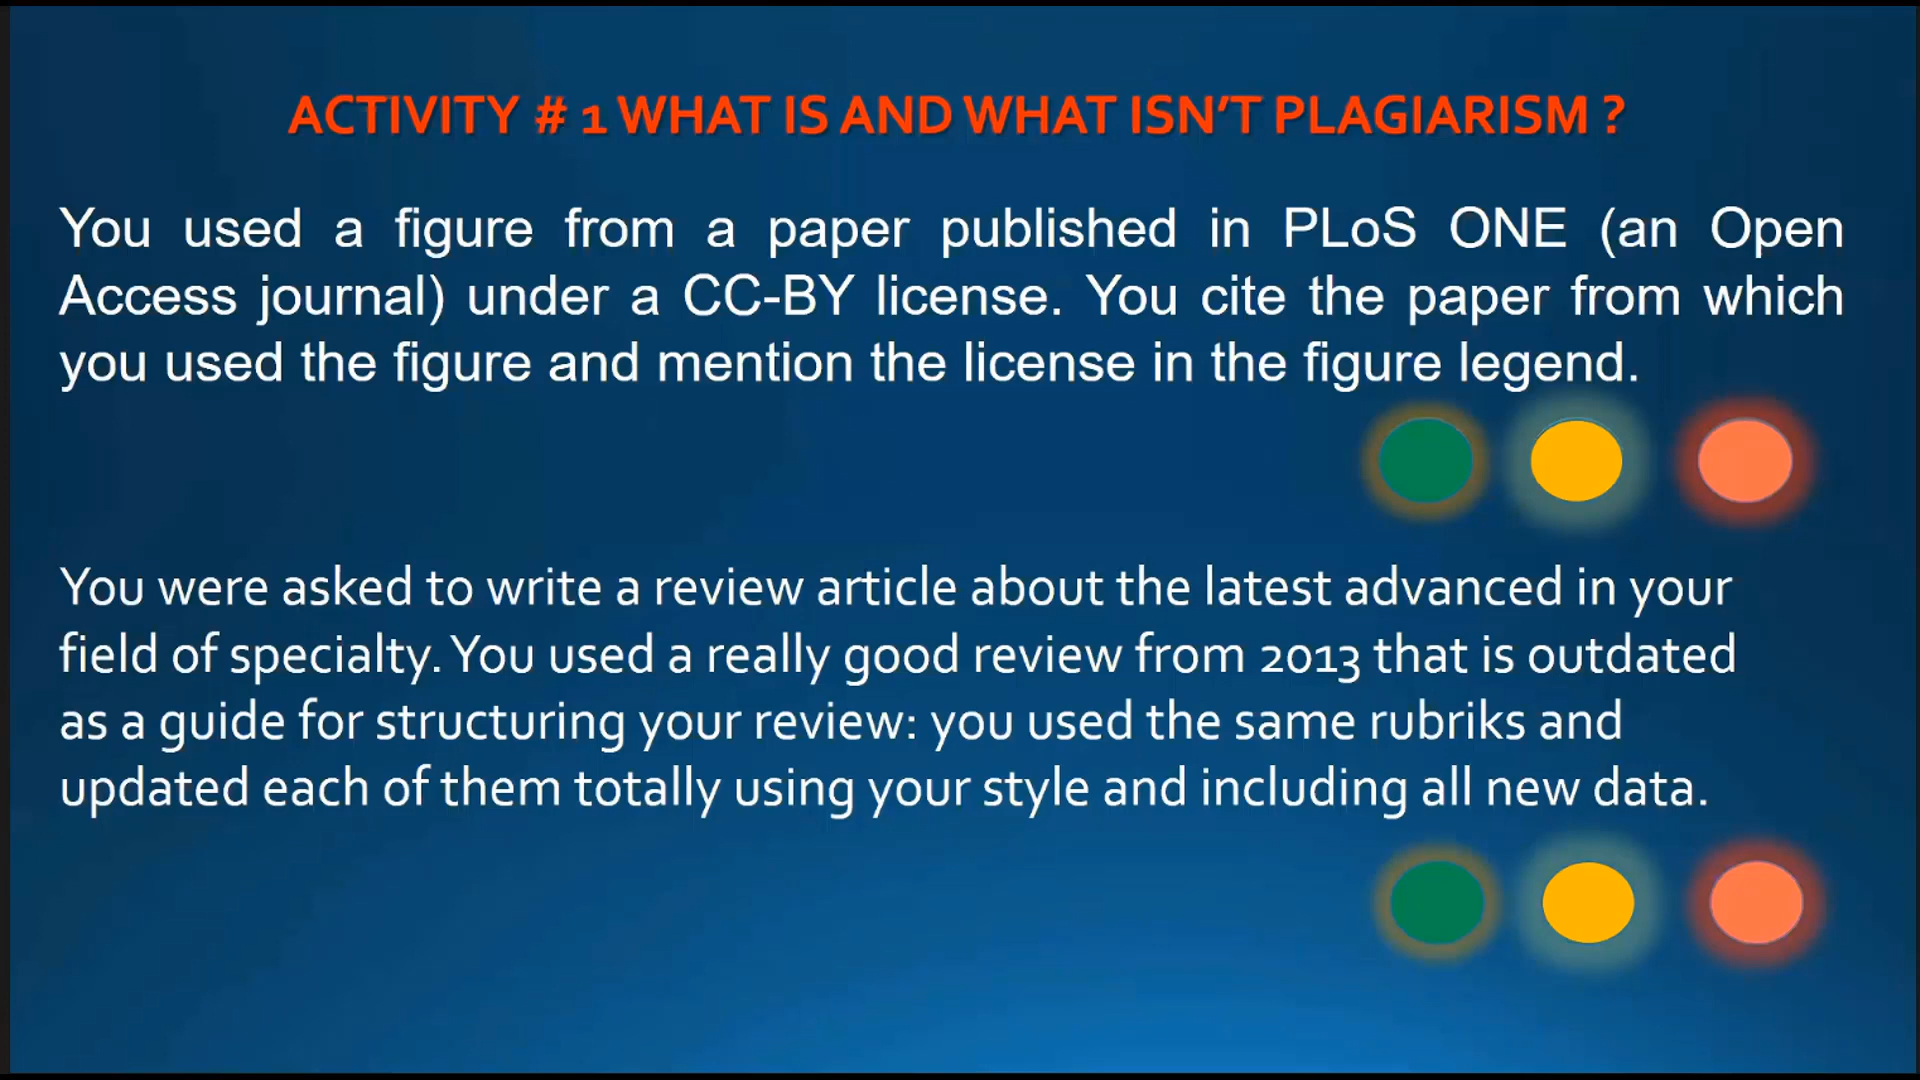 ACTIVITY # 1 WHAT IS AND WHAT ISN’T PLAGIARISM ?
You used a figure from a paper published in PLoS ONE (an Open
Access journal) under a CC-BY license. You cite the paper from which
you used the figure and mention the license in the figure legend.
You were asked to write a review article about the latest advanced in your
field of specialty. You used a really good review from 2013 that is outdated
as a guide for structuring your review: you used the same rubriks and
updated each of them totally using your style and including all new data.